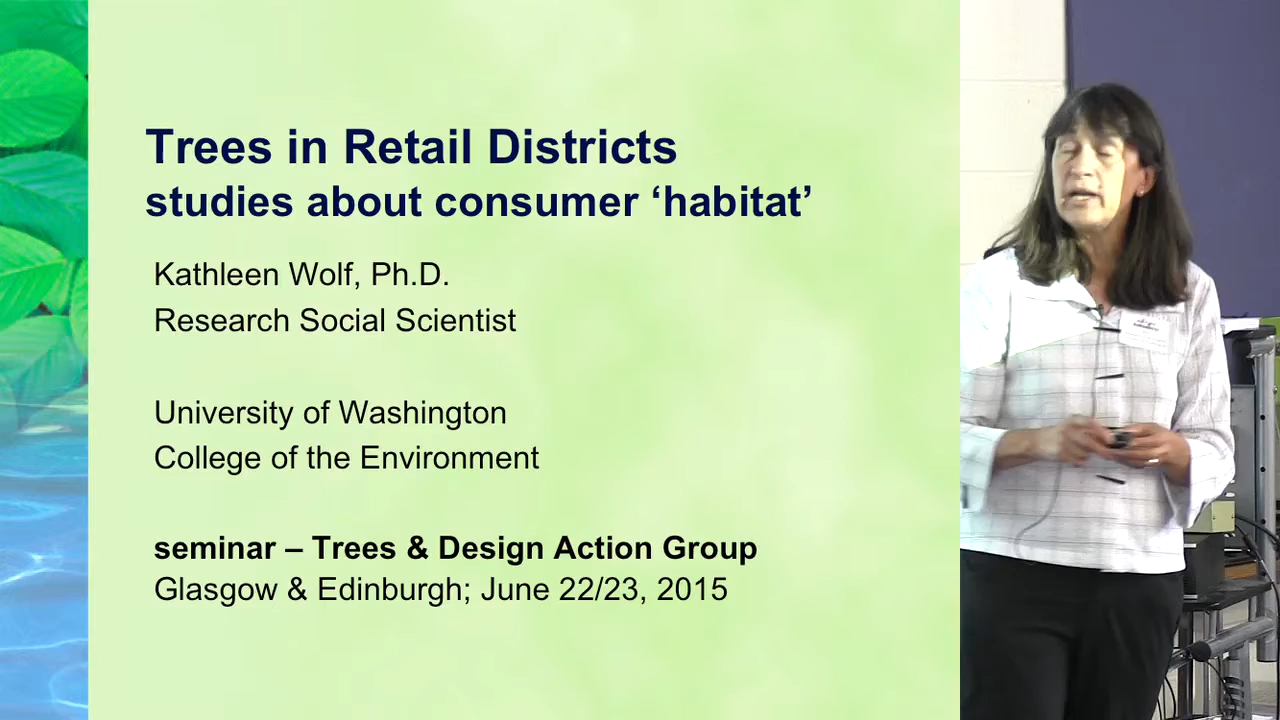 Trees in Retail Districts
studies about consumer ‘habitat’
Kathleen Wolf, Ph.D.
Research Social Scientist
University of Washington
College of the Environment
seminar – Trees & Design Action Group
Glasgow & Edinburgh; June 22/23, 2015